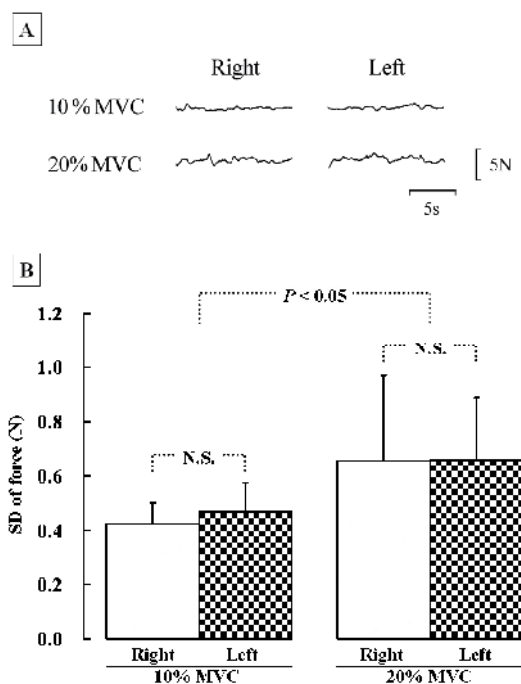 A
Right Left
10% MVC
20% MVC
5N
5s
B
P < 0.05
1.2
N.S.
1.0
0.8
N.S.
0.6
0.4
0.2
0.0
SD of force (N)
Right Left Right Left
10% MVC 20% MVC